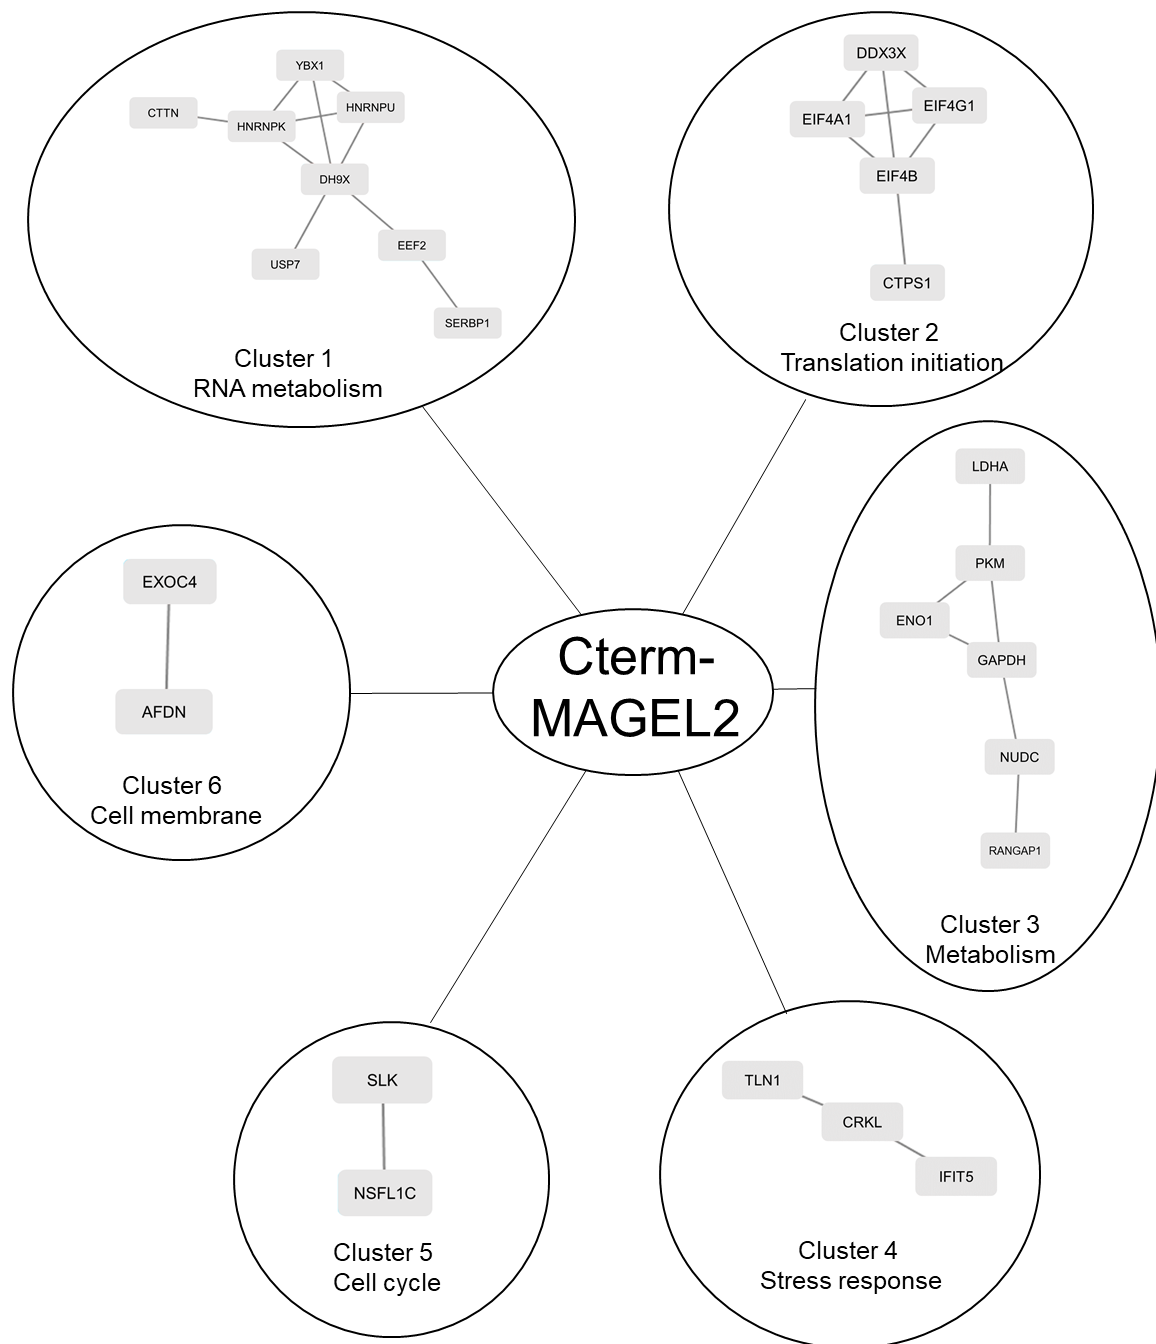 YBX1
CTTN
HNRNPK
HNRNPU
DH9X
USP7
EEF2
SERBP1
Cluster 1
RNA metabolism
DDX3X
EIF4A1
EIF4G1
EIF4B
CTPS1
Cluster 2
Translation initiation
LDHA
PKM
ENO1
GAPDH
NUDC
RANGAP1
Cluster 3
Metabolism
EXOC4
AFDN
Cluster 6
Cell membrane
Cterm-
MAGEL2
SLK
NSFL1C
Cluster 5
Cell cycle
TLN1
CRKL
IFIT5
Cluster 4
Stress response